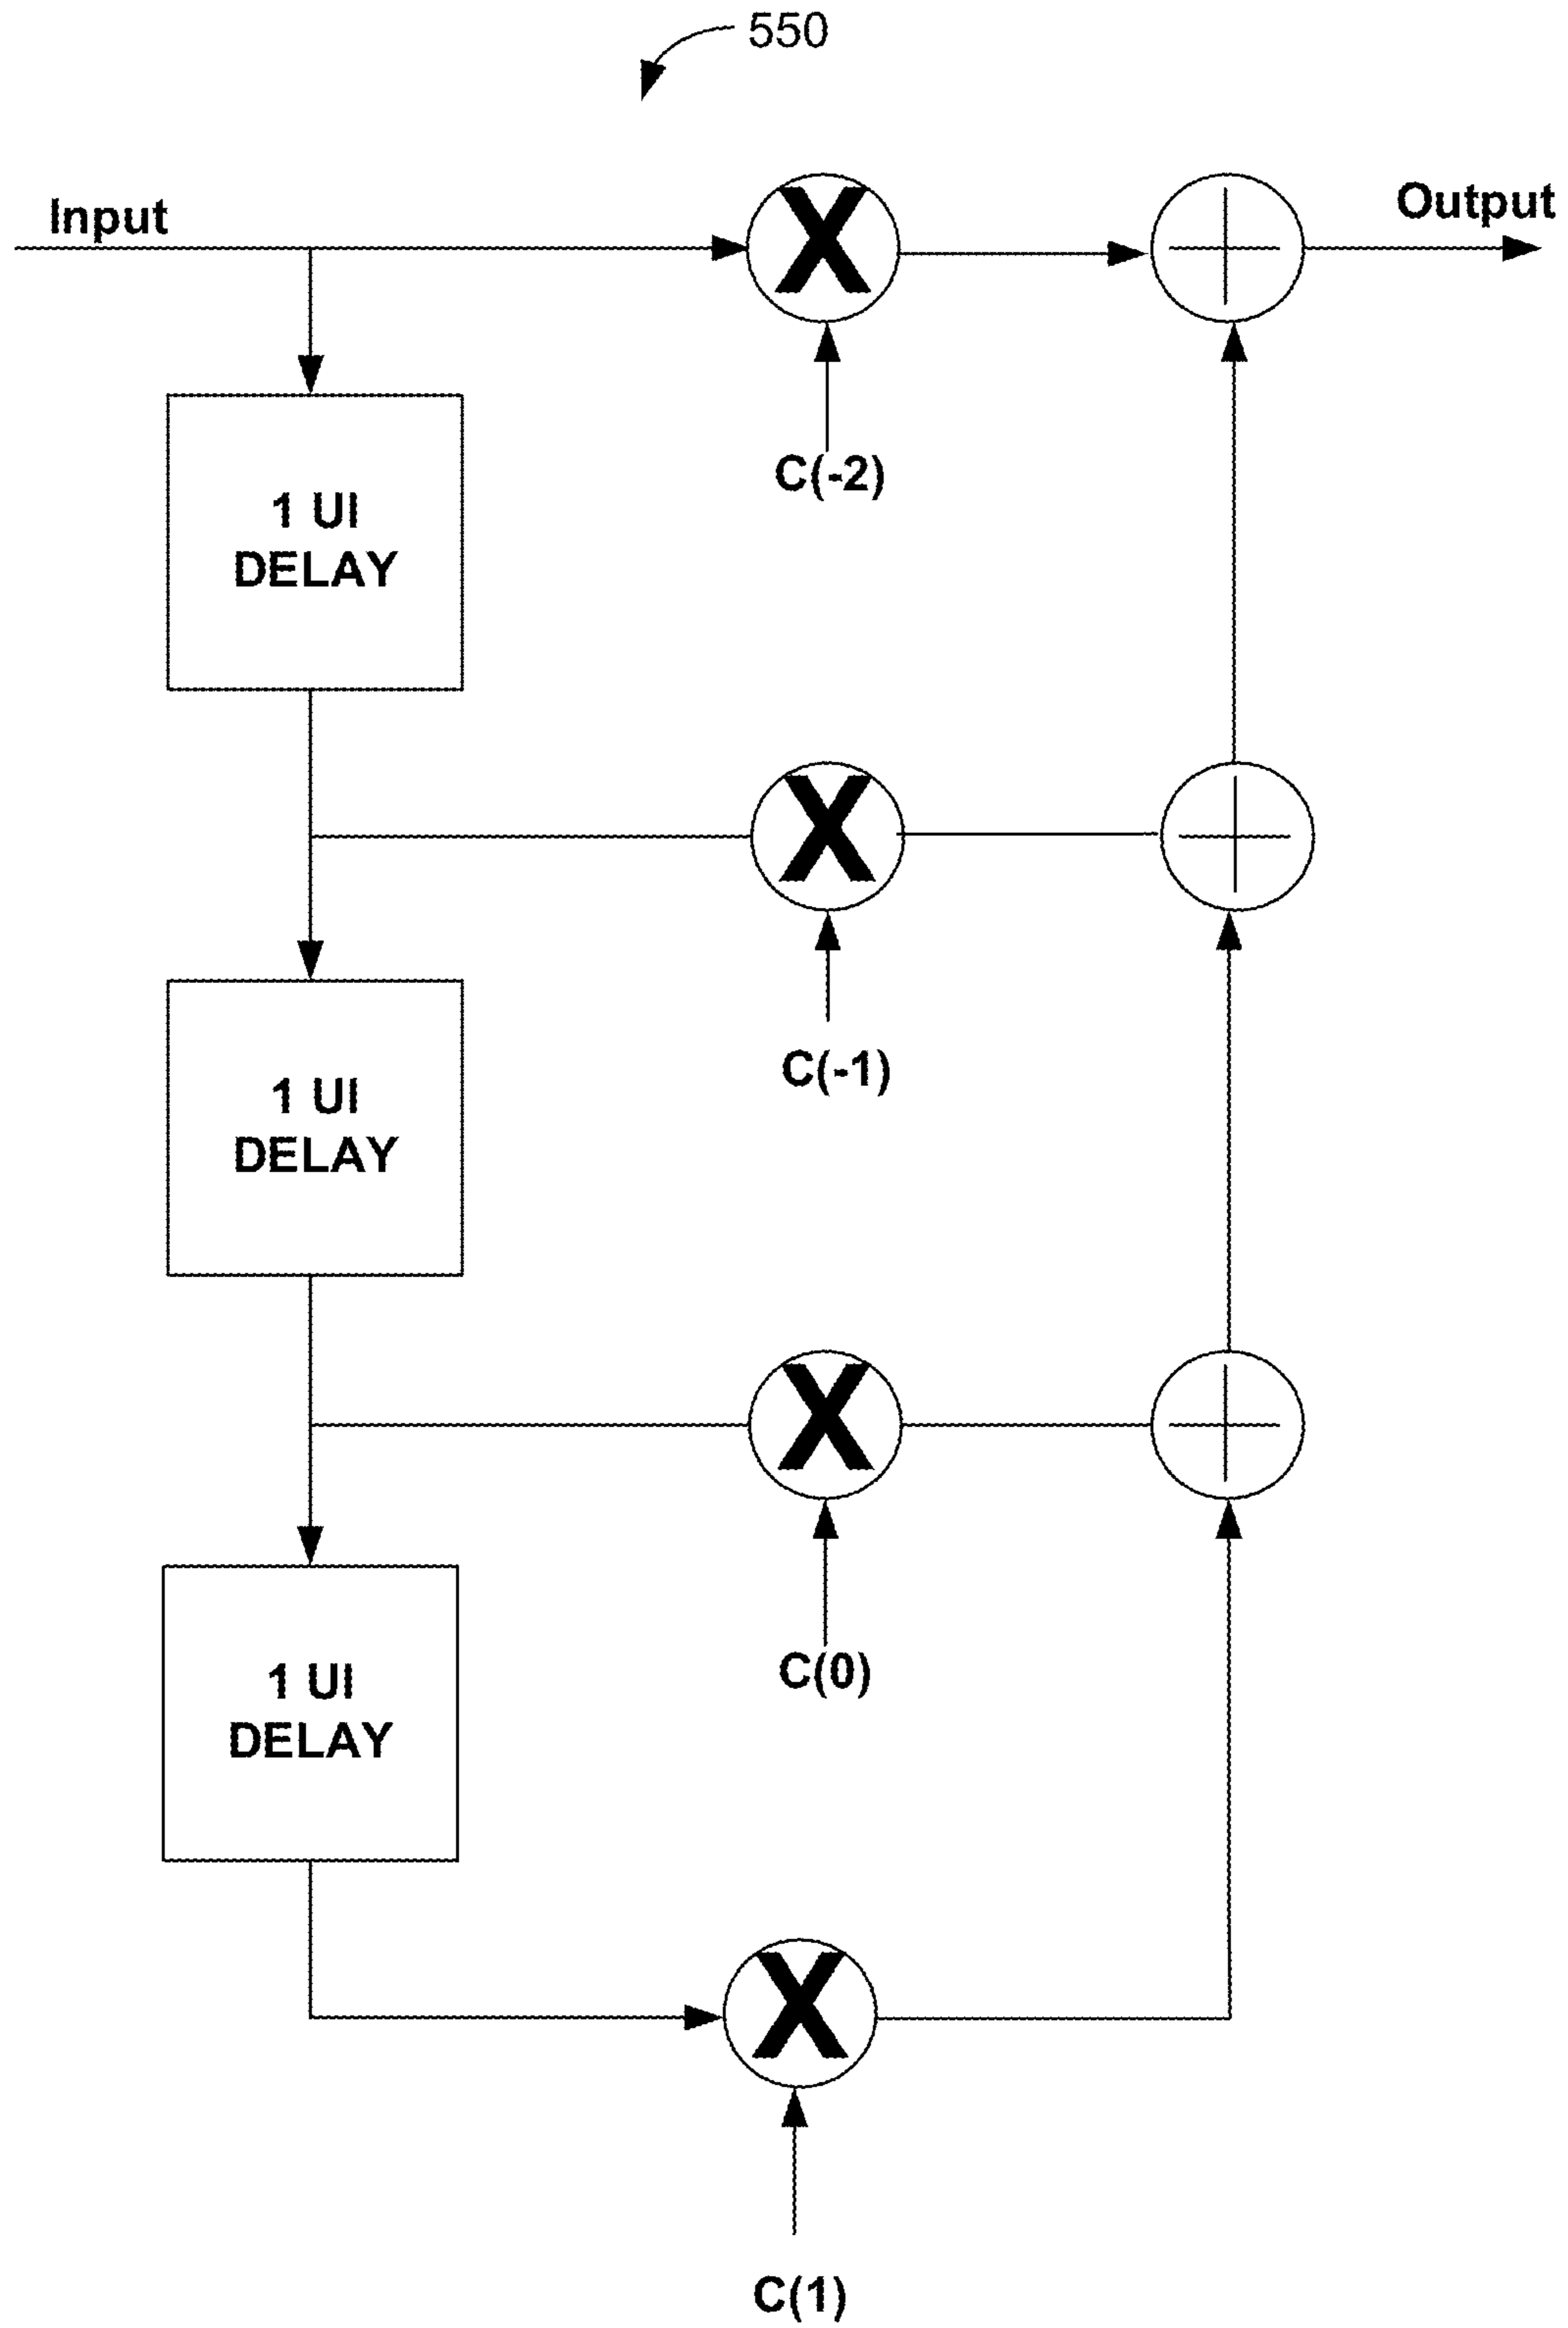 550
Input
Output
C(-2)
1 UI
DELAY
C(-1)
1 UI
DELAY
C(0)
1 UI
DELAY
C(1)